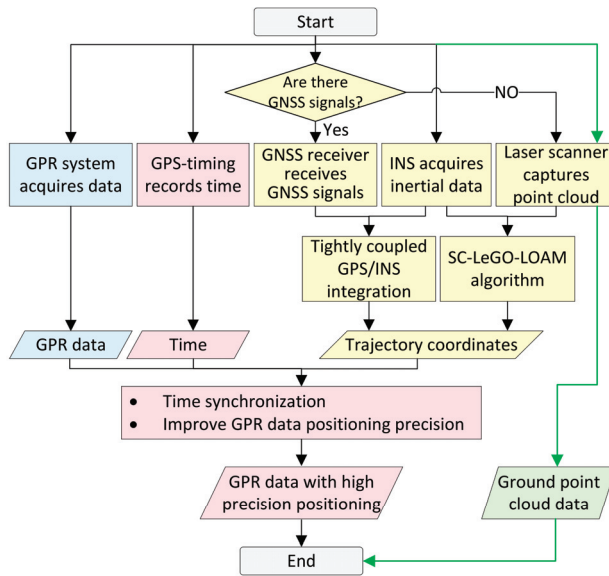 Start
Are there
GNSS signals?
NO
Yes
GPR system
acquires data
GPS-timing
records time
GNSS receiver
receives
GNSS signals
INS acquires
inertial data
Laser scanner
captures
point cloud
Tightly coupled
GPS/INS
integration
SC-LeGO-LOAM
algorithm
GPR data
Time
Trajectory coordinates
• Time synchronization
• Improve GPR data positioning precision
GPR data with high
precision positioning
Ground point
cloud data
End